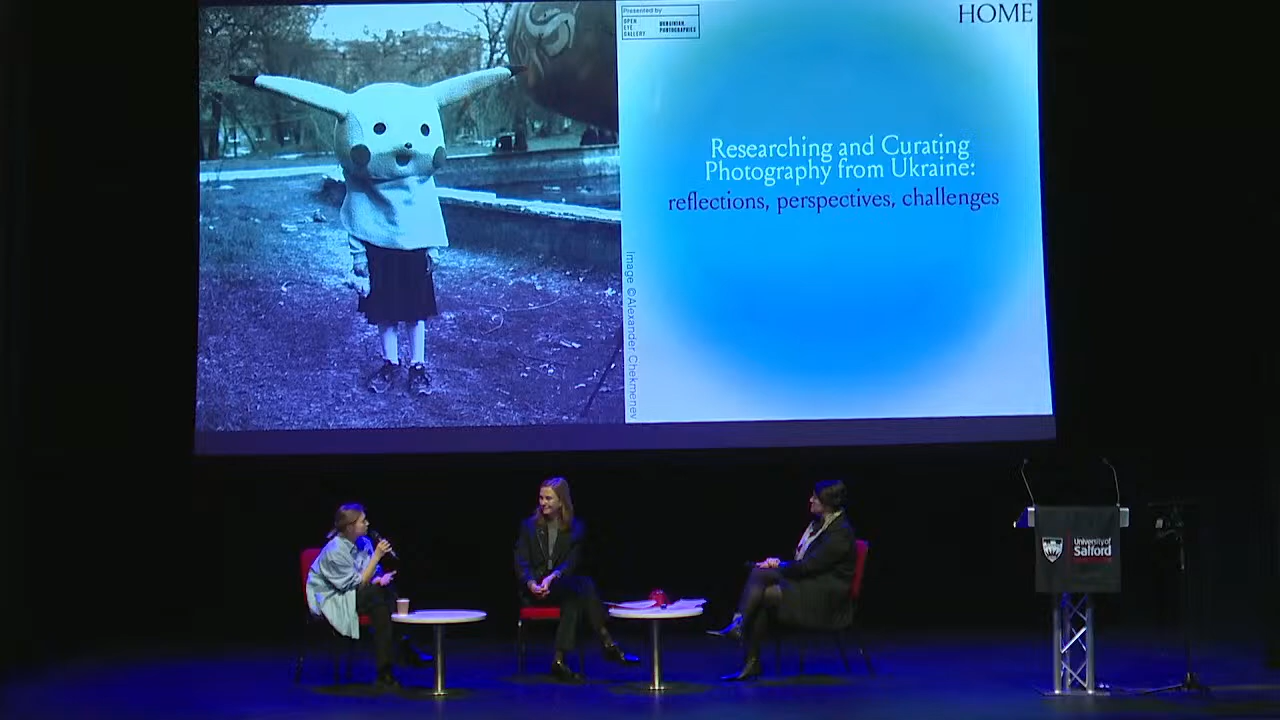 Presented by
OPEN
EYE
GALLERY
UKRAINIAN.
PHOTOGRAPHIES
HOME
Researching and Curating
Photography from Ukraine:
reflections, perspectives, challenges
Image © Alexander Chekmenev
University of
Salford